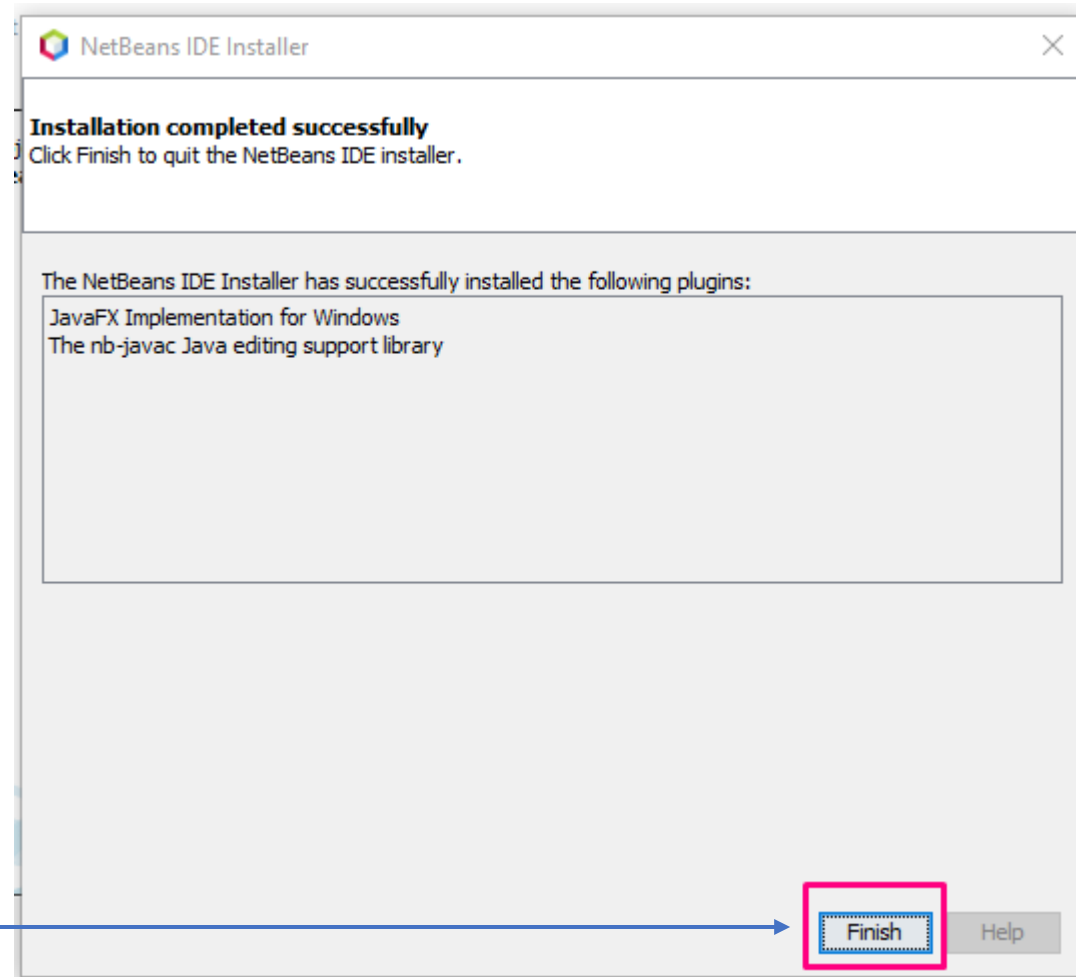 NetBeans IDE Installer
Installation completed successfully
Click Finish to quit the NetBeans IDE installer.
The NetBeans IDE Installer has successfully installed the following plugins:
JavaFX Implementation for Windows
The nb-javac Java editing support library
Finish
Help